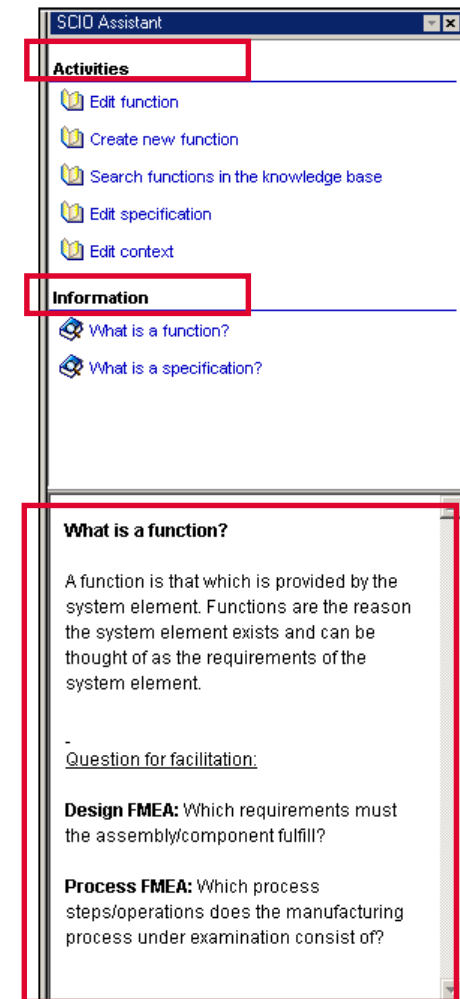 SCIO Assistant
Activities
Edit function
Create new function
Search functions in the knowledge base
Edit specification
Edit context
Information
What is a function?
What is a specification?
What is a function?
A function is that which is provided by the
system element. Functions are the reason
the system element exists and can be
thought of as the requirements of the
system element.
Question for facilitation:
Design FMEA: Which requirements must
the assembly/component fulfill?
Process FMEA: Which process
steps/operations does the manufacturing
process under examination consist of?